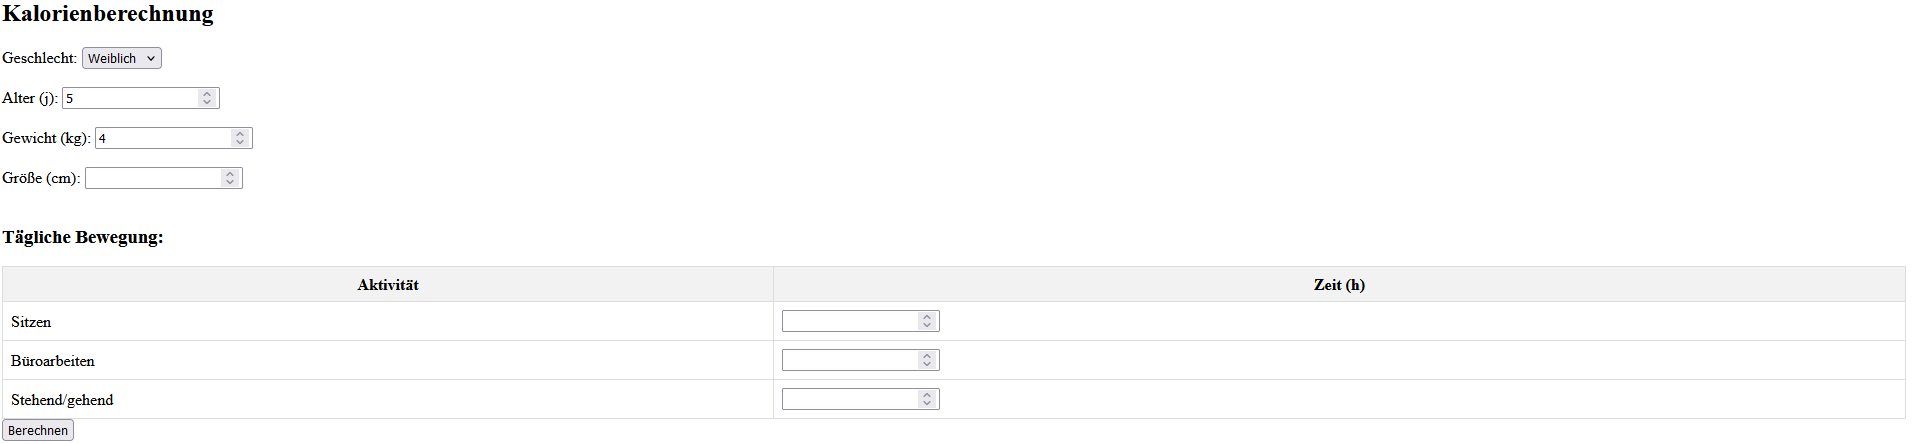 Kalorienberechnung
Geschlecht: Weiblich
Alter (j): 5
Gewicht (kg): 4
Größe (cm):
Tägliche Bewegung:
Aktivität Zeit (h)
Sitzen
Büroarbeiten
Stehend/gehend
Berechnen